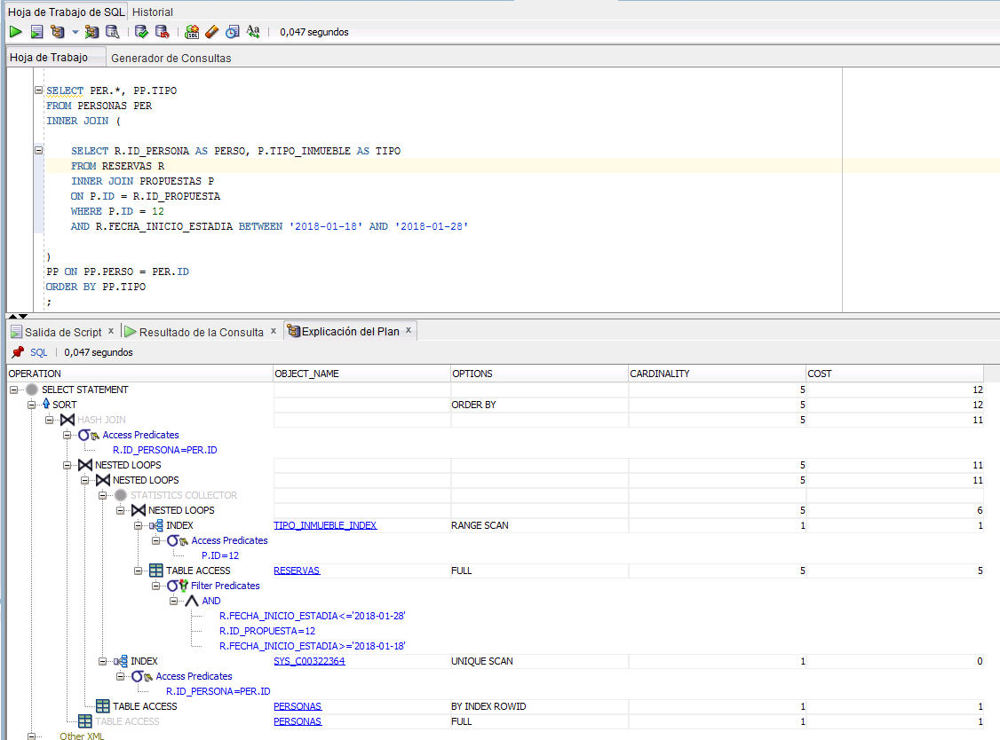 Hoja de Trabajo de SQL Historial
0,047 segundos
Hoja de Trabajo Generador de Consultas
SELECT PER.*, PP.TIPO
FROM PERSONAS PER
INNER JOIN (
SELECT R.ID_PERSONA AS PERSO, P.TIPO_INMUEBLE AS TIPO
FROM RESERVAS R
INNER JOIN PROPUESTAS P
ON P.ID = R.ID_PROPUESTA
WHERE P.ID = 12
AND R.FECHA_INICIO_ESTADIA BETWEEN '2018-01-18' AND '2018-01-28'
)
PP ON PP.PERSO = PER.ID
ORDER BY PP.TIPO
;
Salida de Script x Resultado de la Consulta x Explicación del Plan x
SQL 0,047 segundos
OPERATION OBJECT_NAME OPTIONS CARDINALITY COST
SELECT STATEMENT 5 12
SORT ORDER BY 5 12
HASH JOIN 5 11
Access Predicates
R.ID_PERSONA=PER.ID
NESTED LOOPS 5 11
NESTED LOOPS 5 11
STATISTICS COLLECTOR
NESTED LOOPS 5 6
INDEX TIPO_INMUEBLE_INDEX RANGE SCAN 1 1
Access Predicates
P.ID=12
TABLE ACCESS RESERVAS FULL 5 5
Filter Predicates
AND
R.FECHA_INICIO_ESTADIA<='2018-01-28'
R.ID_PROPUESTA=12
R.FECHA_INICIO_ESTADIA>='2018-01-18'
INDEX SYS_C00322364 UNIQUE SCAN 1 0
Access Predicates
R.ID_PERSONA=PER.ID
TABLE ACCESS PERSONAS BY INDEX ROWID 1 1
TABLE ACCESS PERSONAS FULL 1 1
Other XML